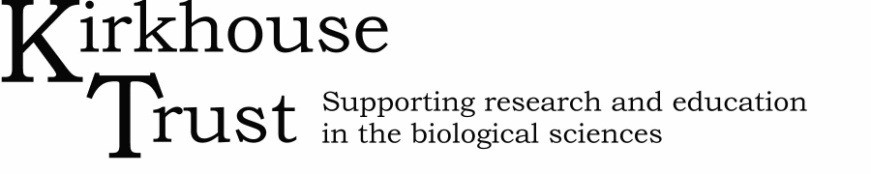 Kirkhouse
Trust
Supporting research and education
in the biological sciences